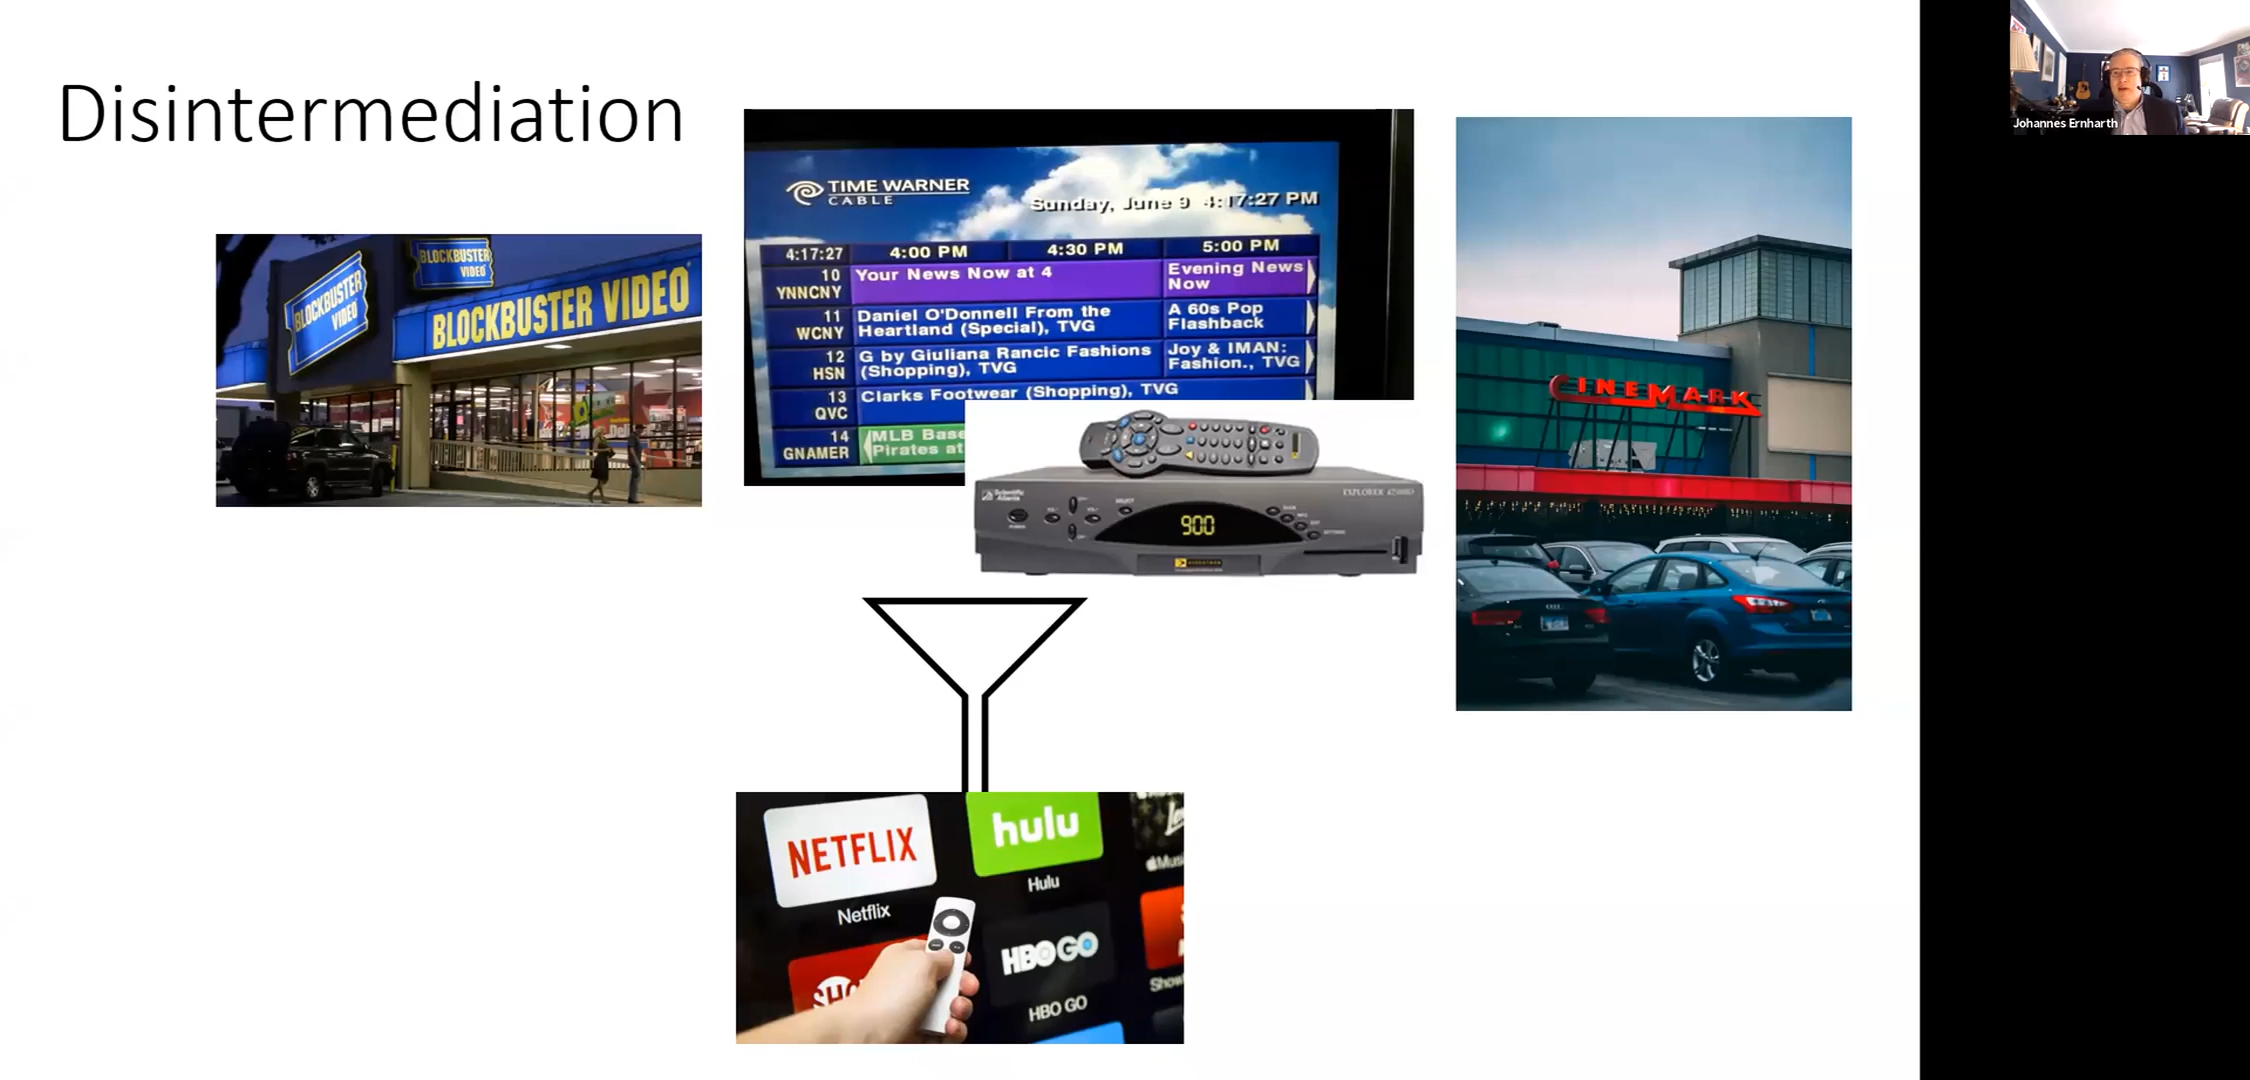 Disintermediation
BLOCKBUSTER
VIDEO
BLOCKBUSTER
VIDEO
BLOCKBUSTER VIDEO
TIME WARNER
CABLE
Sunday, June 9 4:17:27 PM
4:17:27 4:00 PM 4:30 PM 5:00 PM
10
YNNCNY
Your News Now at 4
Evening News
Now
11
WCNY
Daniel O'Donnell From the
Heartland (Special), TVG
A 60s Pop
Flashback
12
HSN
G by Giuliana Rancic Fashions
(Shopping), TVG
Joy & IMAN:
Fashion., TVG
13
QVC
Clarks Footwear (Shopping), TVG
14
GNAMER
MLB Base
Pirates at
Scientific
Atlanta
EXPLORER
900
CINEMARK
NETFLIX
Netflix
hulu
Hulu
Mus
SHO
HBO GO
HBO GO
Show
Johannes Ernharth